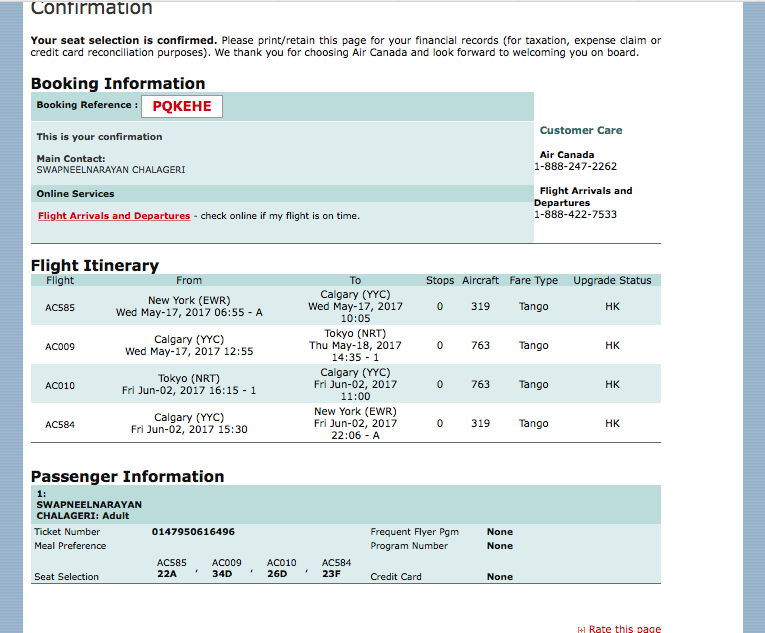 Confirmation
Your seat selection is confirmed. Please print/retain this page for your financial records (for taxation, expense claim or
credit card reconciliation purposes). We thank you for choosing Air Canada and look forward to welcoming you on board.
Booking Information
Booking Reference : PQKEHE
This is your confirmation
Main Contact:
SWAPNEELNARAYAN CHALAGERI
Online Services
Flight Arrivals and Departures - check online if my flight is on time.
Customer Care
Air Canada
1-888-247-2262
Flight Arrivals and
Departures
1-888-422-7533
Flight Itinerary
Flight From To Stops Aircraft Fare Type Upgrade Status
AC585 New York (EWR) Wed May-17, 2017 06:55 - A Calgary (YYC) Wed May-17, 2017 10:05 0 319 Tango HK
AC009 Calgary (YYC) Wed May-17, 2017 12:55 Tokyo (NRT) Thu May-18, 2017 14:35 - 1 0 763 Tango HK
AC010 Tokyo (NRT) Fri Jun-02, 2017 16:15 - 1 Calgary (YYC) Fri Jun-02, 2017 11:00 0 763 Tango HK
AC584 Calgary (YYC) Fri Jun-02, 2017 15:30 New York (EWR) Fri Jun-02, 2017 22:06 - A 0 319 Tango HK
Passenger Information
1:
SWAPNEELNARAYAN
CHALAGERI: Adult
Ticket Number 0147950616496 Frequent Flyer Pgm None
Meal Preference Program Number None
AC585 AC009 AC010 AC584
Seat Selection 22A , 34D , 26D , 23F Credit Card None
[+] Rate this page